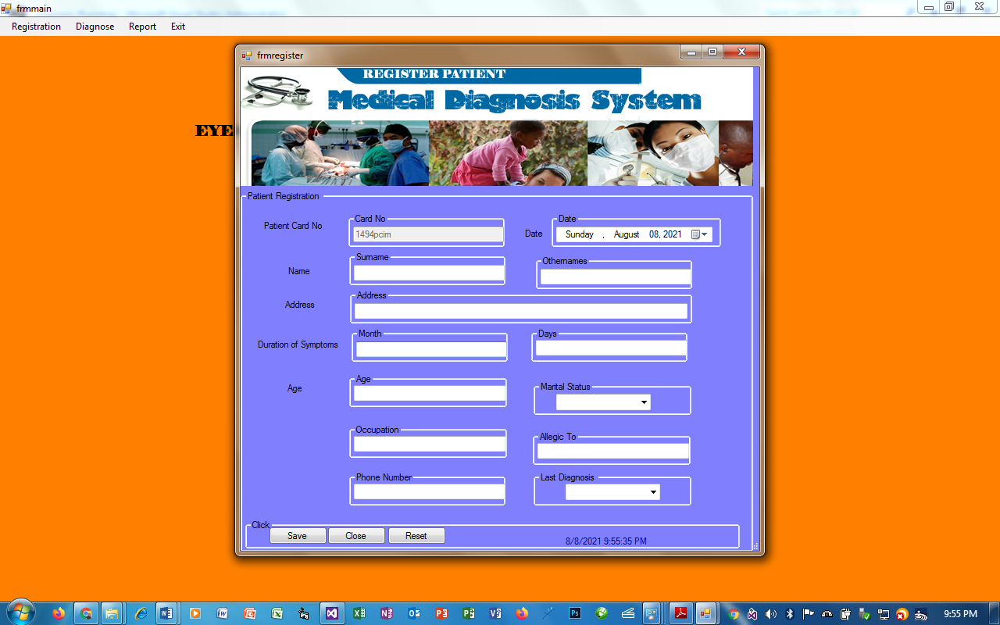 frmmain
Registration Diagnose Report Exit
frmregister
REGISTER PATIENT
Medical Diagnosis System
EYE
Patient Registration
Patient Card No
Card No
1494pcim
Date
Date
Sunday , August 08, 2021
Name
Surname
Othernames
Address
Address
Duration of Symptoms
Month
Days
Age
Age
Marital Status
Occupation
Allegic To
Phone Number
Last Diagnosis
Click
Save Close Reset
8/8/2021 9:55:35 PM
9:55 PM